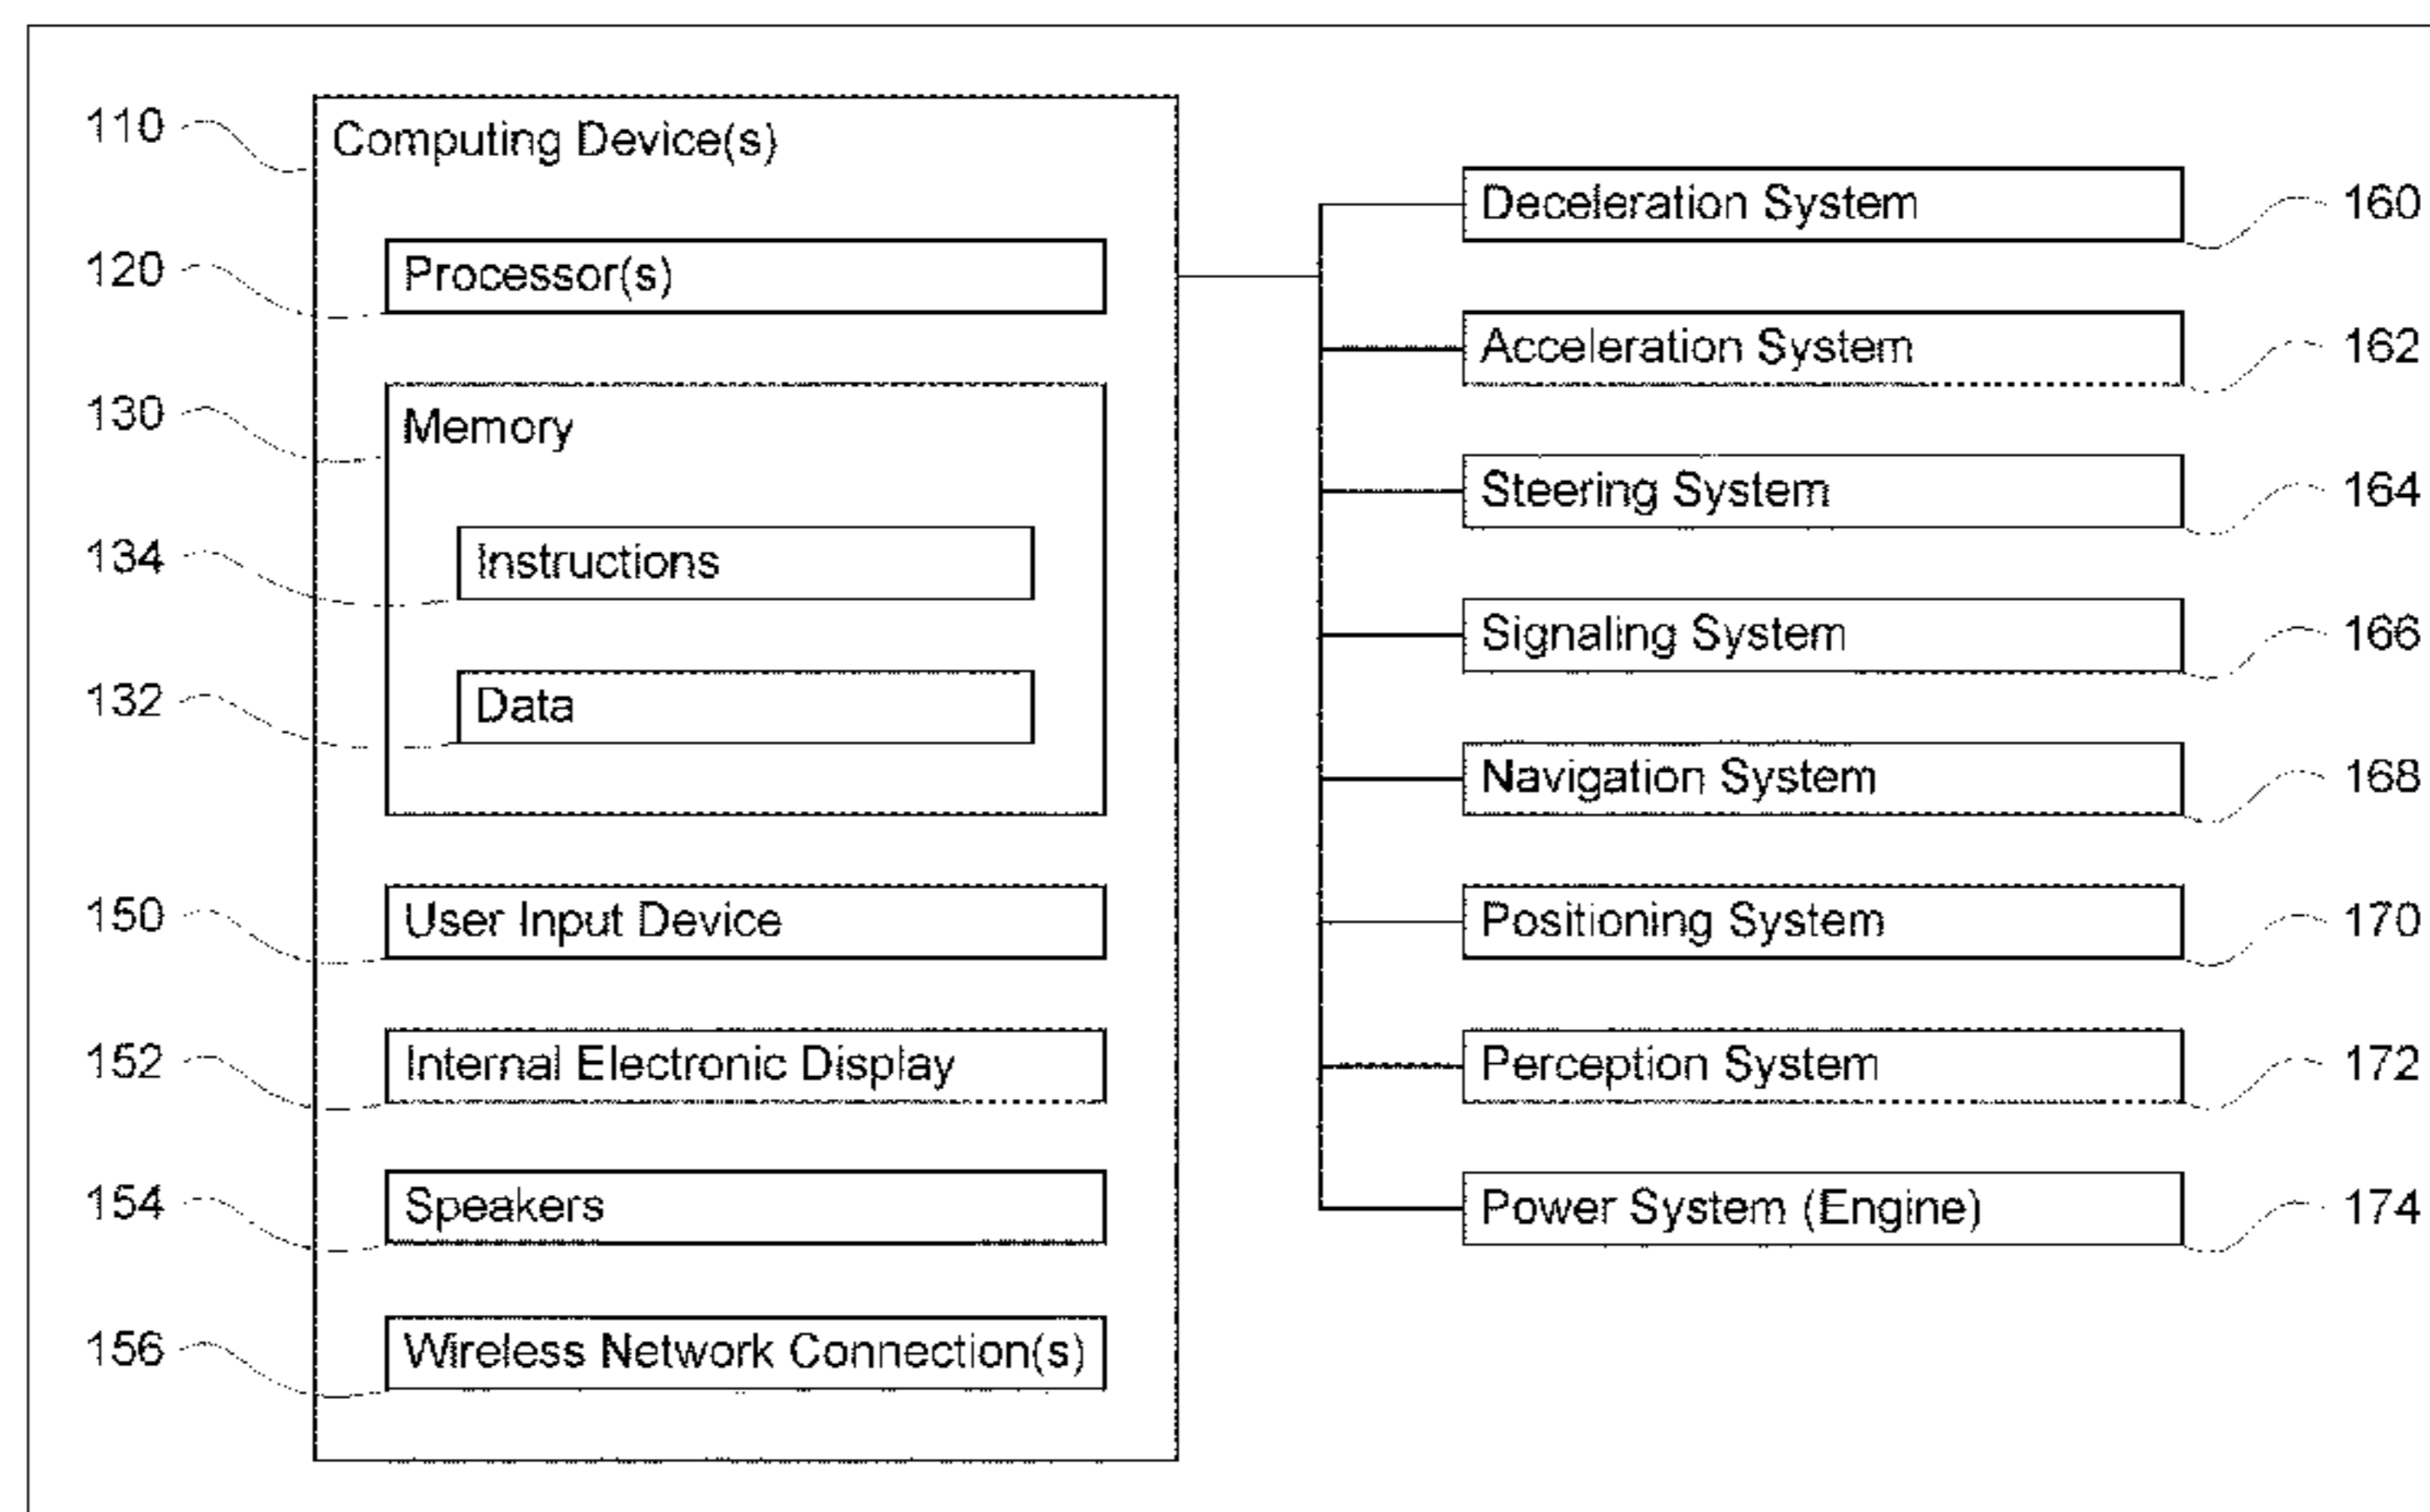 110 Computing Device(s)
120 Processor(s)
130 Memory
134 Instructions
132 Data
150 User Input Device
152 Internal Electronic Display
154 Speakers
156 Wireless Network Connection(s)
Deceleration System 160
Acceleration System 162
Steering System 164
Signaling System 166
Navigation System 168
Positioning System 170
Perception System 172
Power System (Engine) 174